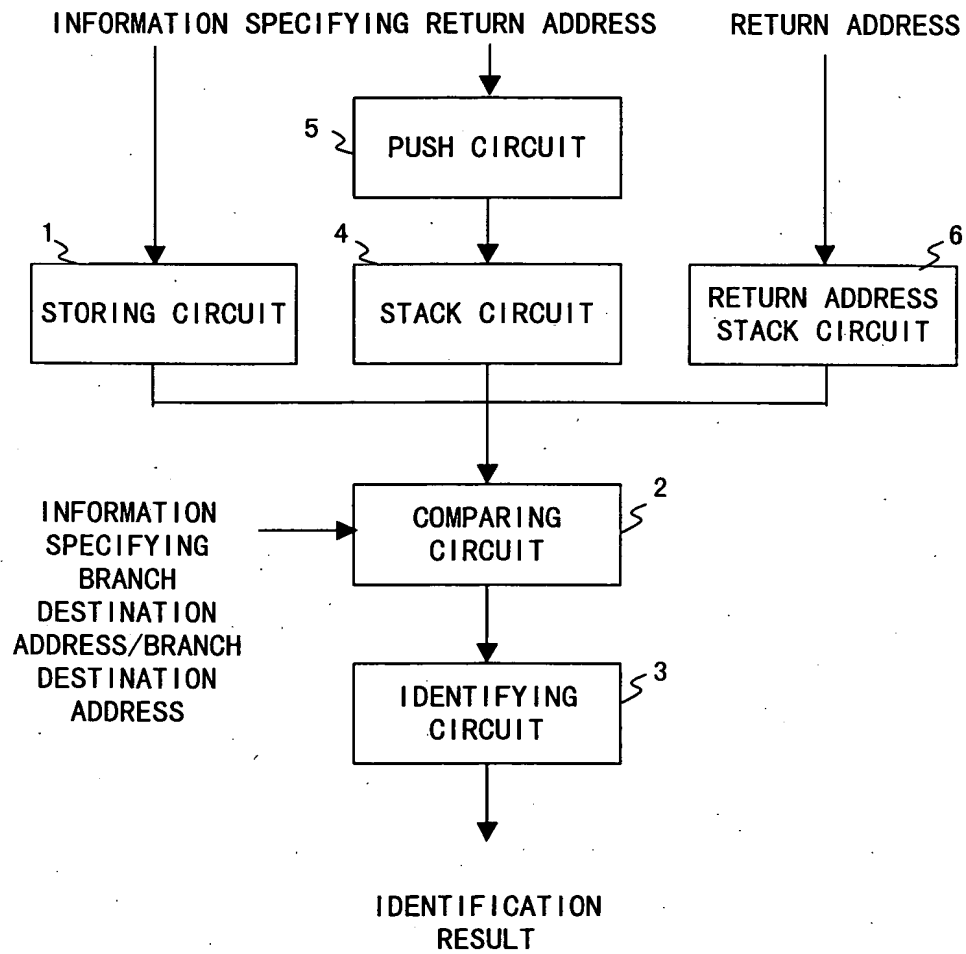 INFORMATION SPECIFYING RETURN ADDRESS
RETURN ADDRESS
5
PUSH CIRCUIT
1
STORING CIRCUIT
4
STACK CIRCUIT
6
RETURN ADDRESS
STACK CIRCUIT
INFORMATION
SPECIFYING
BRANCH
DESTINATION
ADDRESS/BRANCH
DESTINATION
ADDRESS
2
COMPARING
CIRCUIT
3
IDENTIFYING
CIRCUIT
IDENTIFICATION
RESULT